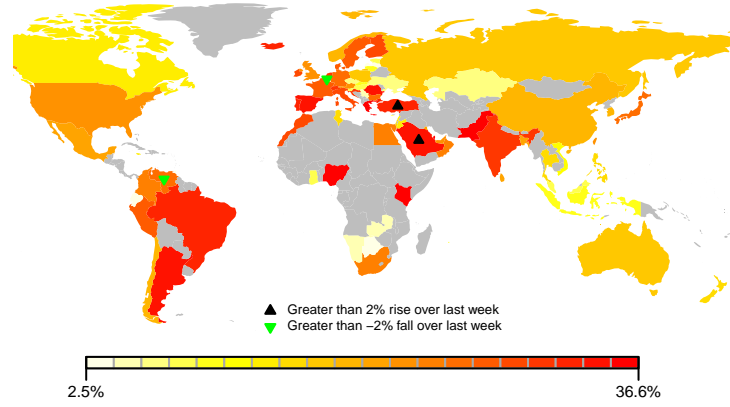 Greater than 2% rise over last week
Greater than −2% fall over last week
2.5%
36.6%